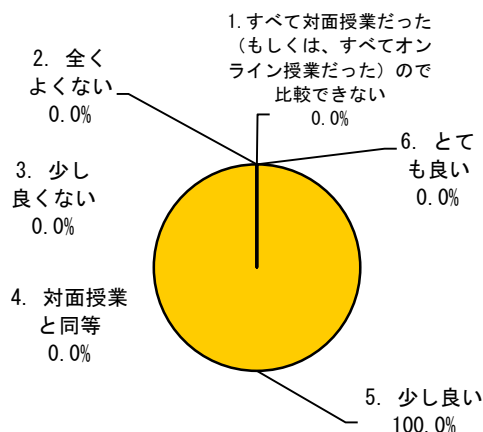 1. すべて対面授業だった
（もしくは、すべてオン
ライン授業だった）ので
比較できない
0.0%
2. 全く
よくない
0.0%
3. 少し
良くない
0.0%
4. 対面授業
と同等
0.0%
5. 少し良い
100.0%
6. とて
も良い
0.0%